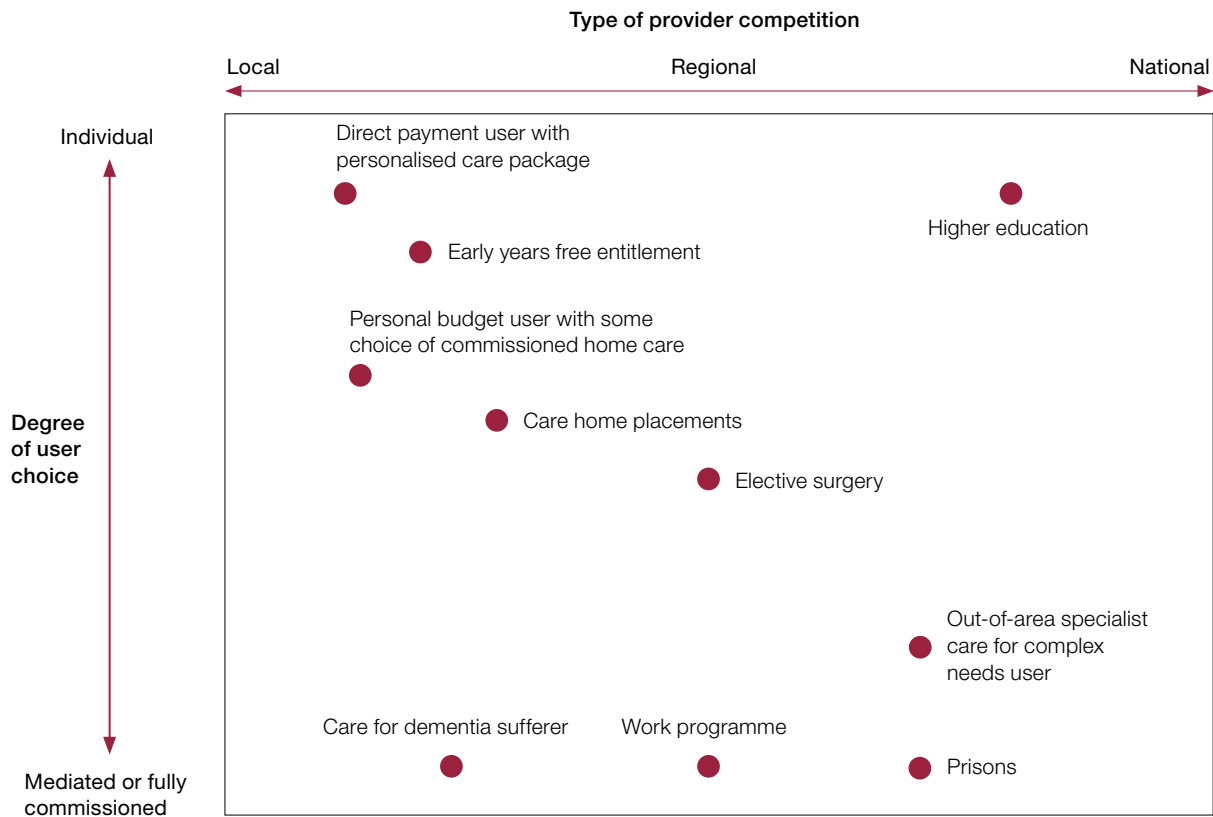 Type of provider competition
Local
Regional
National
Individual
Direct payment user with
personalised care package
Higher education
Early years free entitlement
Personal budget user with some
choice of commissioned home care
Degree
of user
choice
Care home placements
Elective surgery
Out-of-area specialist
care for complex
needs user
Care for dementia sufferer
Work programme
Prisons
Mediated or fully
commissioned